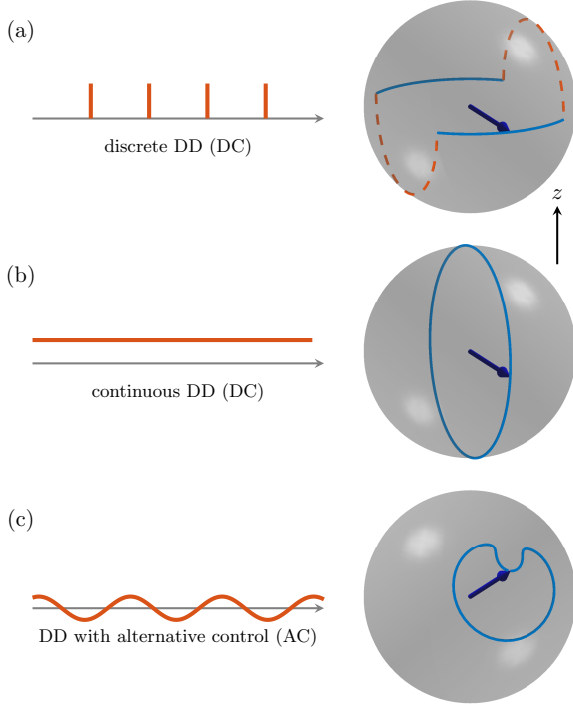 (a)
discrete DD (DC)
z
(b)
continuous DD (DC)
(c)
DD with alternative control (AC)